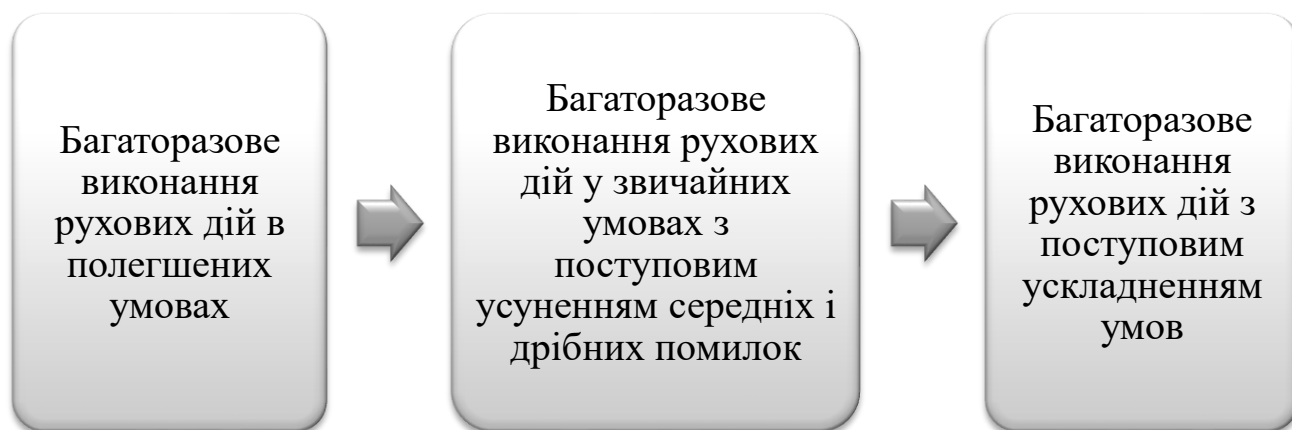 Багаторазове
виконання
рухових дій в
полегшених
умовах
Багаторазове
виконання рухових
дій у звичайних
умовах з
поступовим
усуненням середніх і
дрібних помилок
Багаторазове
виконання
рухових дій з
поступовим
ускладненням
умов